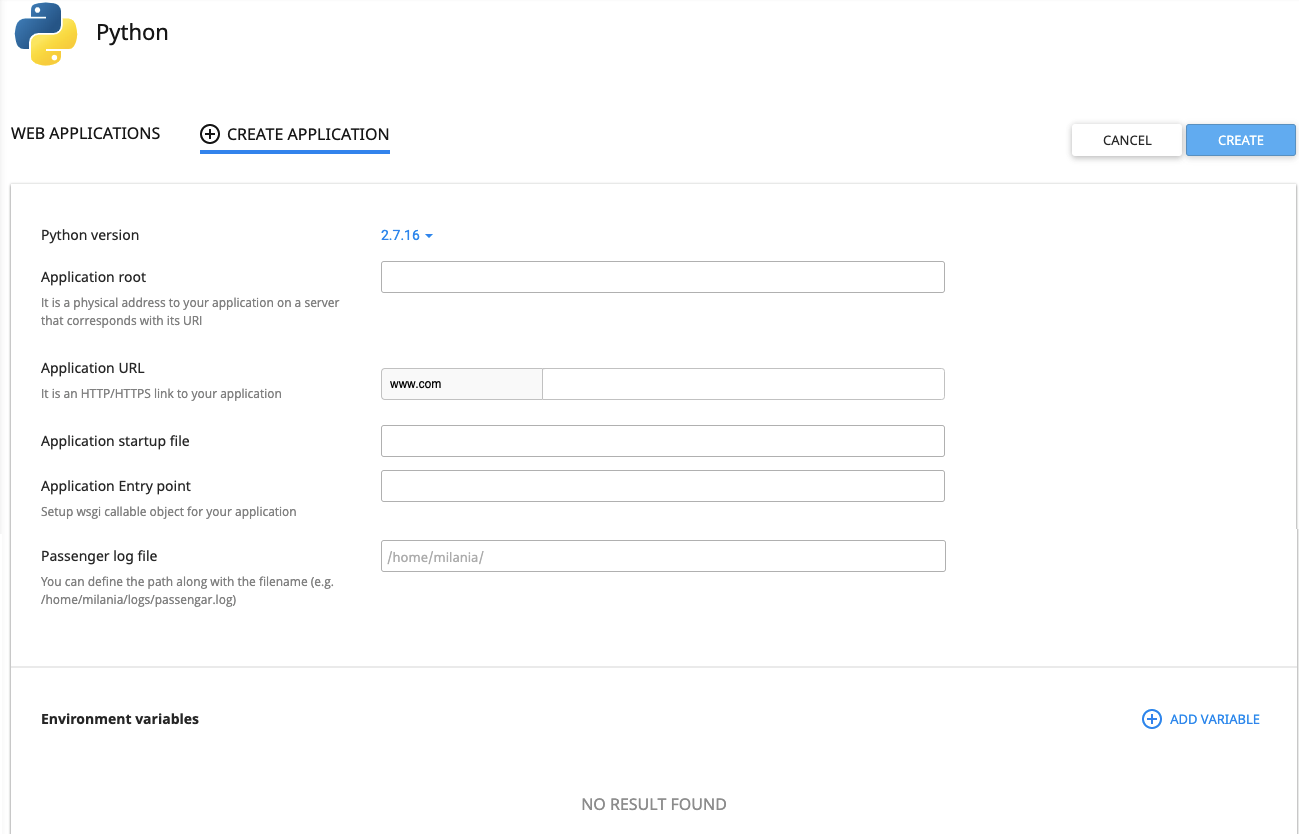 Python
WEB APPLICATIONS
CREATE APPLICATION
CANCEL
CREATE
Python version
2.7.16
Application root
It is a physical address to your application on a server
that corresponds with its URI
Application URL
www.com
It is an HTTP/HTTPS link to your application
Application startup file
Application Entry point
Setup wsgi callable object for your application
Passenger log file
/home/milania/
You can define the path along with the filename (e.g.
/home/milania/logs/passengar.log)
Environment variables
ADD VARIABLE
NO RESULT FOUND